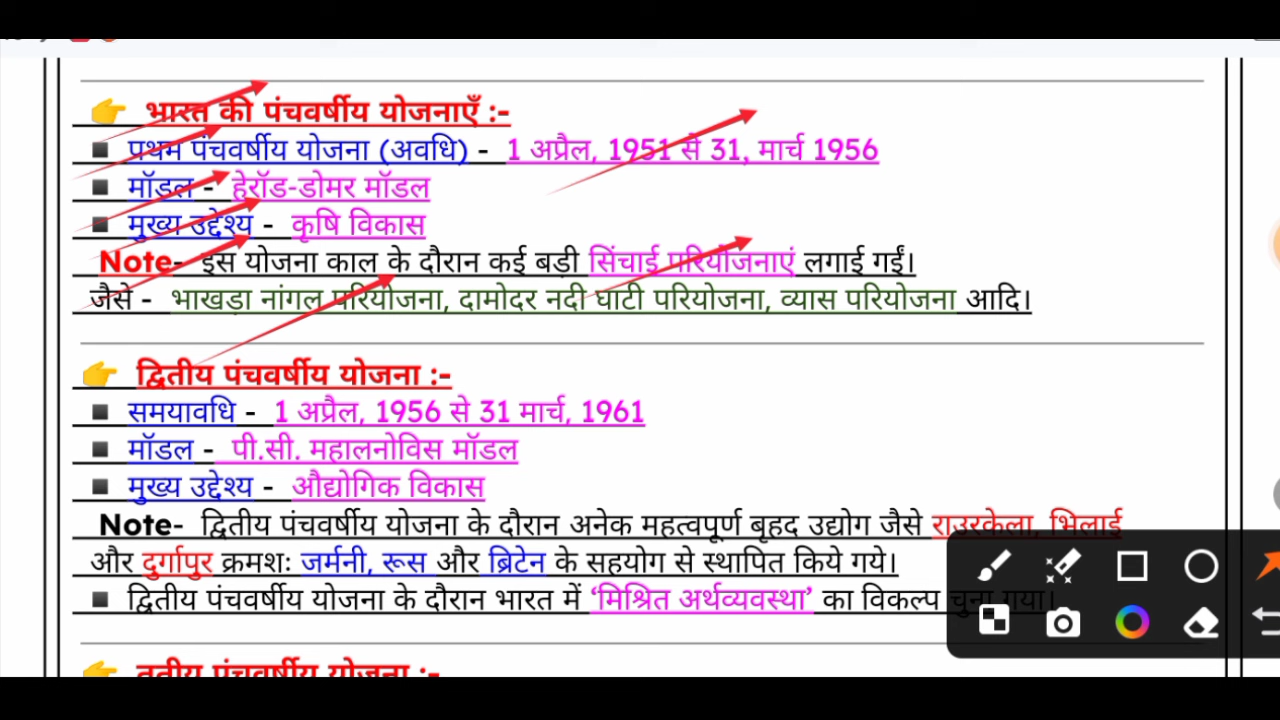 👉 भारत की पंचवर्षीय योजनाएँ :-
▪ प्रथम पंचवर्षीय योजना (अवधि) - 1 अप्रैल, 1951 से 31, मार्च 1956
▪ मॉडल - हेरॉड-डोमर मॉडल
▪ मुख्य उद्देश्य - कृषि विकास
Note- इस योजना काल के दौरान कई बड़ी सिंचाई परियोजनाएं लगाई गईं।
जैसे - भाखड़ा नांगल परियोजना, दामोदर नदी घाटी परियोजना, व्यास परियोजना आदि।
👉 द्वितीय पंचवर्षीय योजना :-
▪ समयावधि - 1 अप्रैल, 1956 से 31 मार्च, 1961
▪ मॉडल - पी.सी. महालनोविस मॉडल
▪ मुख्य उद्देश्य - औद्योगिक विकास
Note- द्वितीय पंचवर्षीय योजना के दौरान अनेक महत्वपूर्ण बृहद उद्योग जैसे राउरकेला, भिलाई
और दुर्गापुर क्रमशः जर्मनी, रूस और ब्रिटेन के सहयोग से स्थापित किये गये।
▪ द्वितीय पंचवर्षीय योजना के दौरान भारत में ‘मिश्रित अर्थव्यवस्था’ का विकल्प चुना गया।
👉 तृतीय पंचवर्षीय योजना :-